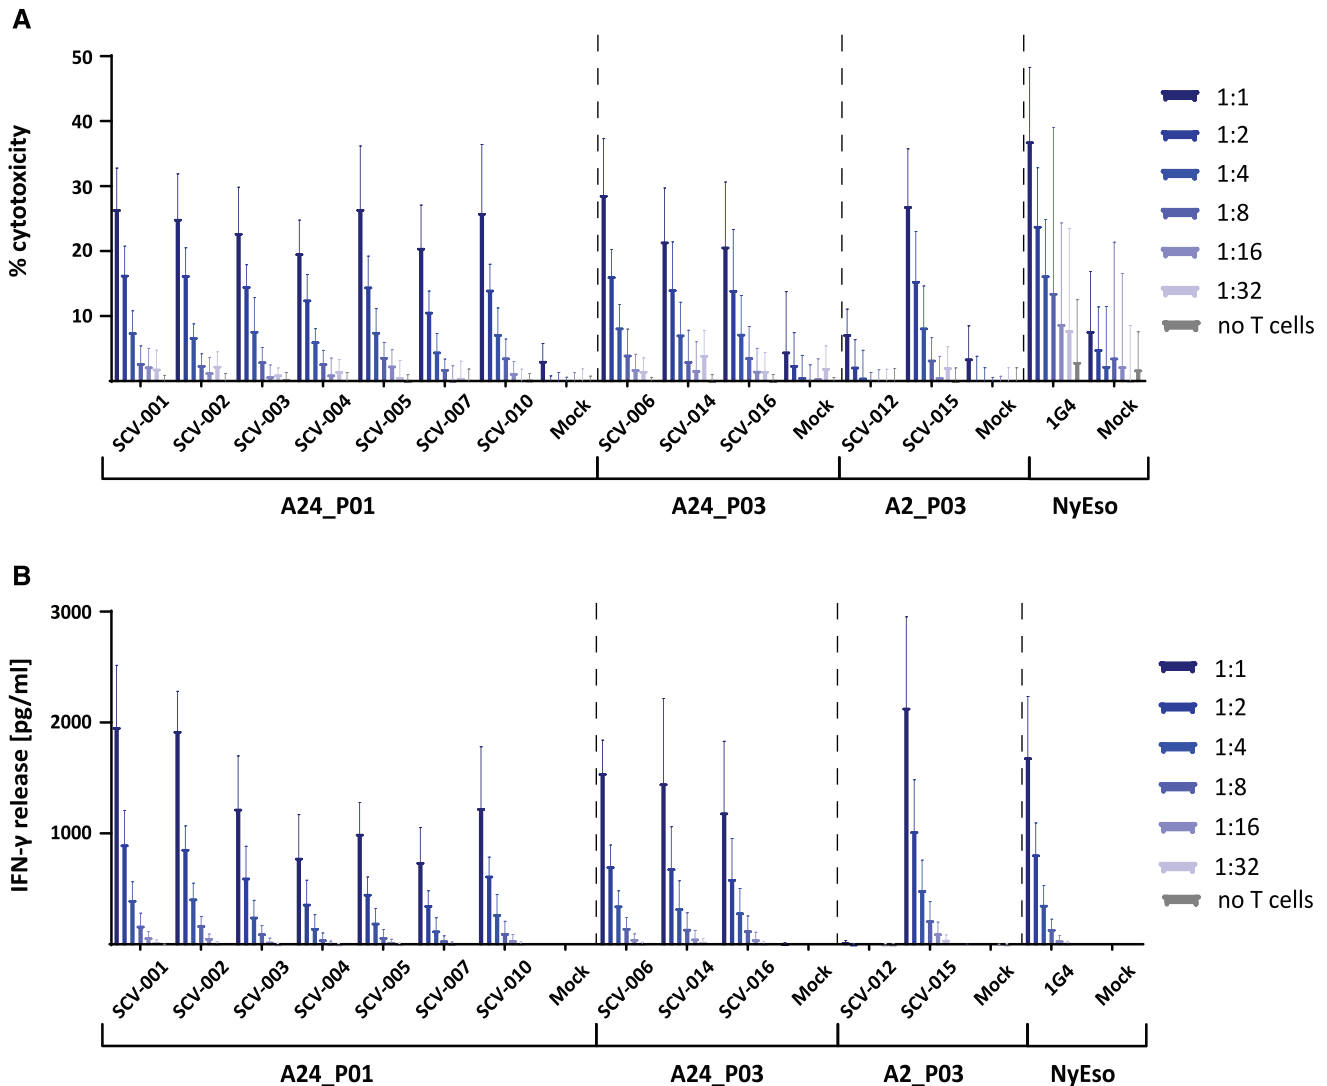 A
% cytotoxicity
50
40
30
20
10
1:1
1:2
1:4
1:8
1:16
1:32
no T cells
SCV-001 SCV-002 SCV-003 SCV-004 SCV-005 SCV-007 SCV-010 Mock SCV-006 SCV-014 SCV-016 Mock SCV-012 SCV-015 Mock 1G4 Mock
A24_P01 A24_P03 A2_P03 NyEso
B
IFN-γ release [pg/ml]
3000
2000
1000
1:1
1:2
1:4
1:8
1:16
1:32
no T cells
SCV-001 SCV-002 SCV-003 SCV-004 SCV-005 SCV-007 SCV-010 Mock SCV-006 SCV-014 SCV-016 Mock SCV-012 SCV-015 Mock 1G4 Mock
A24_P01 A24_P03 A2_P03 NyEso